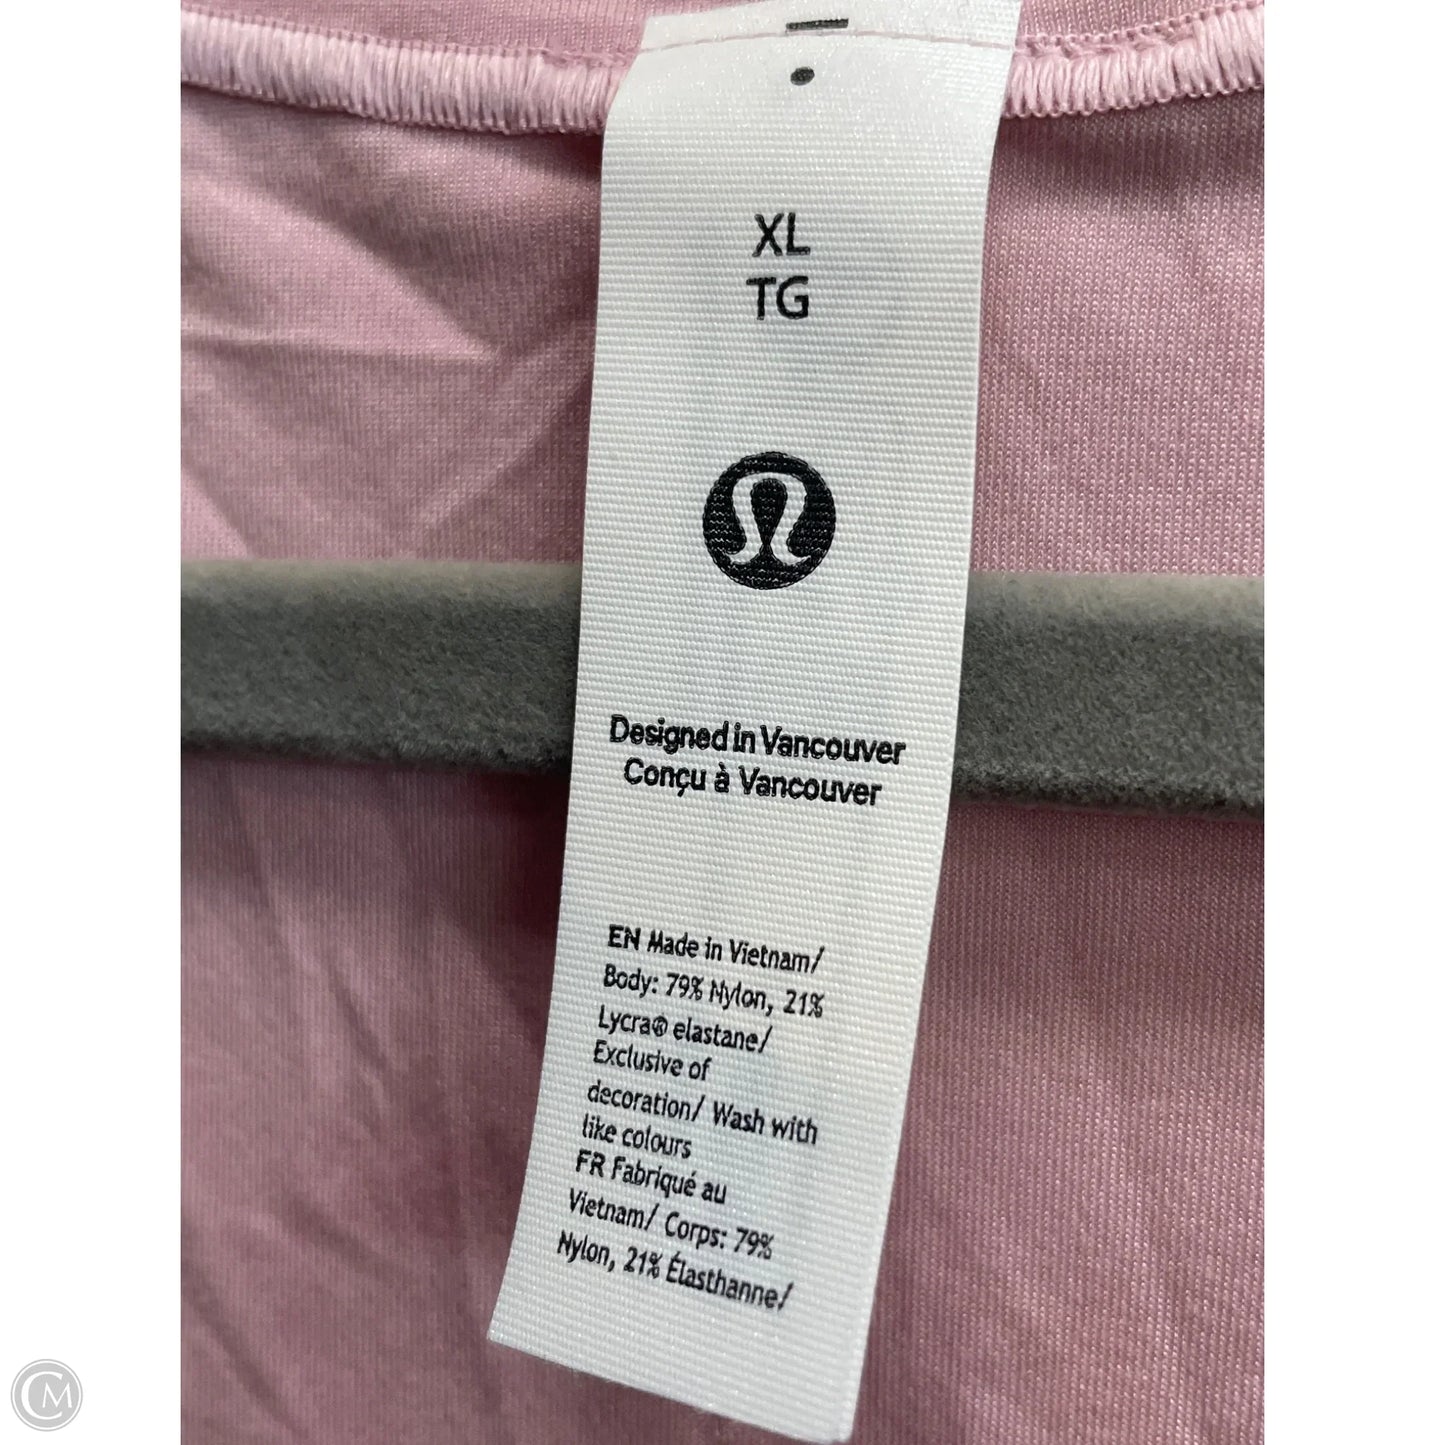 XL
TG
Designed in Vancouver
Conçu à Vancouver
EN Made in Vietnam/
Body: 79% Nylon, 21%
Lycra® elastane/
Exclusive of
decoration/ Wash with
like colours
FR Fabriqué au
Vietnam/ Corps: 79%
Nylon, 21% Élasthanne/
CM